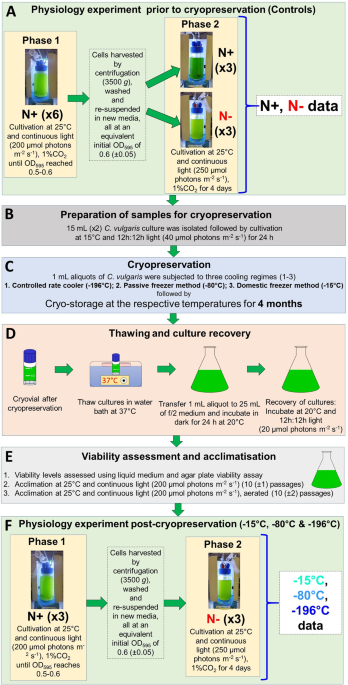 A
Physiology experiment prior to cryopreservation (Controls)
Phase 1
N+ (x6)
Cultivation at 25°C
and continuous light
(200 µmol photons
m⁻² s⁻¹), 1%CO₂
until OD₅₉₅ reached
0.5-0.6
Cells harvested
by
centrifugation
(3500 g),
washed
and
re-suspended
in new media,
all at an
equivalent
initial OD₅₉₅ of
0.6 (±0.05)
Phase 2
N+
(x3)
N-
(x3)
Cultivation at 25°C
and continuous
light (250 µmol
photons m⁻² s⁻¹),
1%CO₂ for 4 days
N+, N- data
B
Preparation of samples for cryopreservation
15 mL (x2) C. vulgaris culture was isolated followed by cultivation
at 15°C and 12h:12h light (40 µmol photons m⁻² s⁻¹) for 24 h
C
Cryopreservation
1 mL aliquots of C. vulgaris were subjected to three cooling regimes (1-3)
1. Controlled rate cooler (-196°C); 2. Passive freezer method (-80°C); 3. Domestic freezer method (-15°C)
followed by
Cryo-storage at the respective temperatures for 4 months
D
Thawing and culture recovery
37°C
Cryovial after
cryopreservation
Thaw cultures in water
bath at 37°C
Transfer 1 mL aliquot to 25 mL
of f/2 medium and incubate in
dark for 24 h at 20°C
Recovery of cultures:
Incubate at 20°C and
12h:12h light
(20 µmol photons m⁻² s⁻¹)
E
Viability assessment and acclimatisation
1. Viability levels assessed using liquid medium and agar plate viability assay
2. Acclimation at 25°C and continuous light (200 µmol photons m⁻² s⁻¹) (10 (±1) passages)
3. Acclimation at 25°C and continuous light (200 µmol photons m⁻² s⁻¹), aerated (10 (±2) passages)
F
Physiology experiment post-cryopreservation (-15°C, -80°C & -196°C)
Phase 1
N+ (x3)
Cultivation at 25°C
and continuous light
(200 µmol photons m⁻
² s⁻¹), 1%CO₂
until OD₅₉₅ reaches
0.5-0.6
Cells harvested
by
centrifugation
(3500 g),
washed and
re-suspended
in new media,
all at an
equivalent
initial OD₅₉₅ of
0.6 (±0.05)
Phase 2
N- (x3)
Cultivation at 25°C
and continuous
light (250 µmol
photons m⁻² s⁻¹),
1%CO₂ for 4 days
-15°C,
-80°C,
-196°C
data